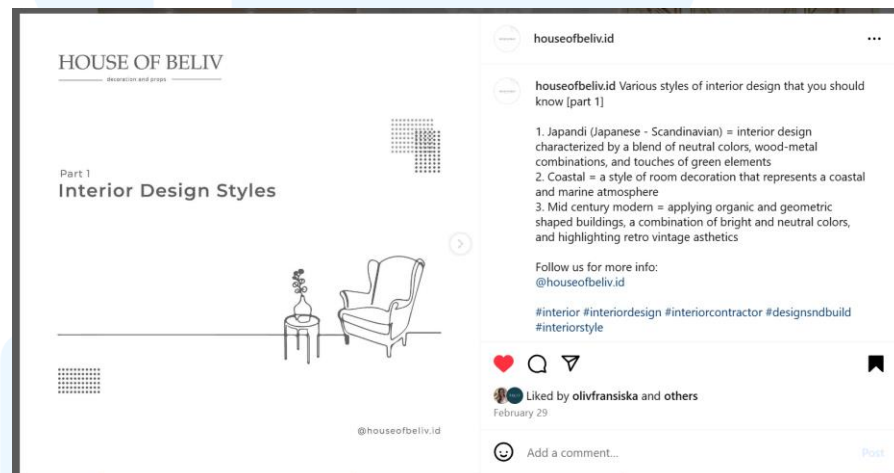 HOUSE OF BELIV
decoration and props
Part 1
Interior Design Styles
@houseofbeliv.id
houseofbeliv.id
houseofbeliv.id Various styles of interior design that you should
know [part 1]
1. Japandi (Japanese - Scandinavian) = interior design
characterized by a blend of neutral colors, wood-metal
combinations, and touches of green elements
2. Coastal = a style of room decoration that represents a coastal
and marine atmosphere
3. Mid century modern = applying organic and geometric
shaped buildings, a combination of bright and neutral colors,
and highlighting retro vintage asthetics
Follow us for more info:
@houseofbeliv.id
#interior #interiordesign #interiorcontractor #designsndbuild
#interiorstyle
Liked by olivfransiska and others
February 29
Add a comment...
Post